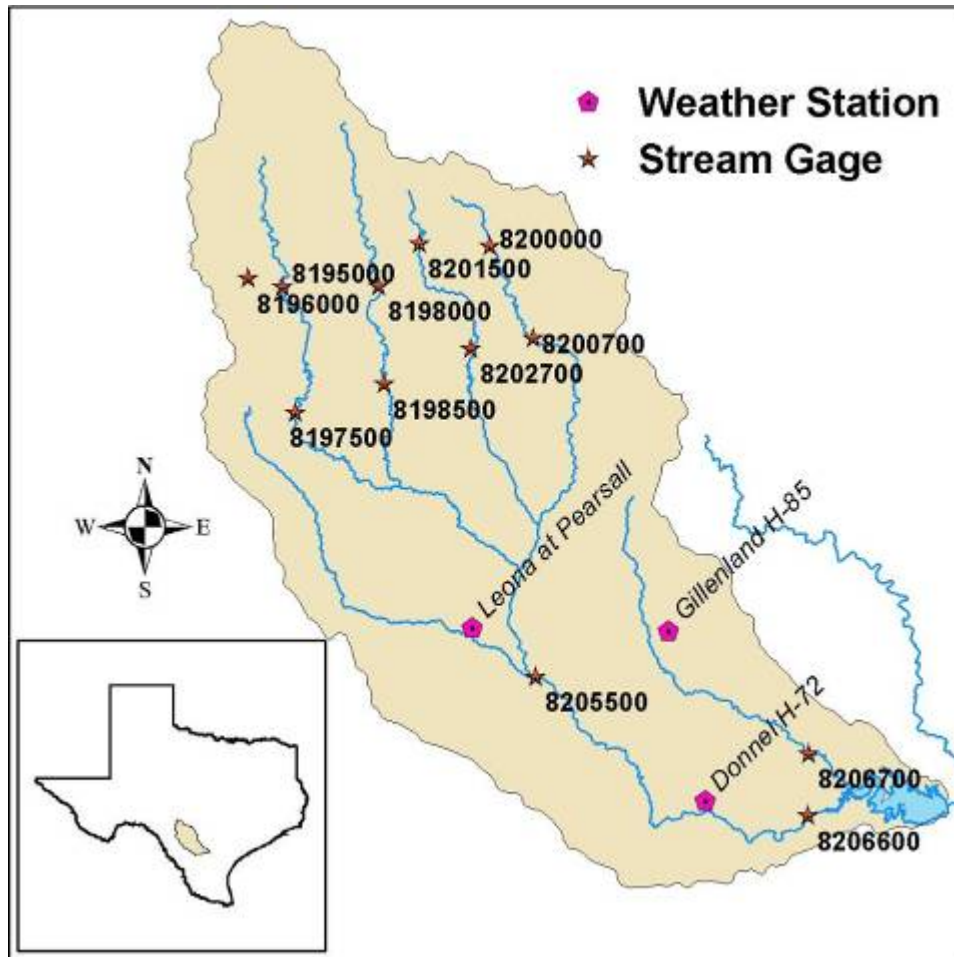 Weather Station
Stream Gage
8200000
8201500
8195000
8196000
8198000
8200700
8202700
8198500
8197500
N
W
E
S
Leona at Pearsall
Gillenland H-85
8205500
Donnel H-72
8206700
8206600